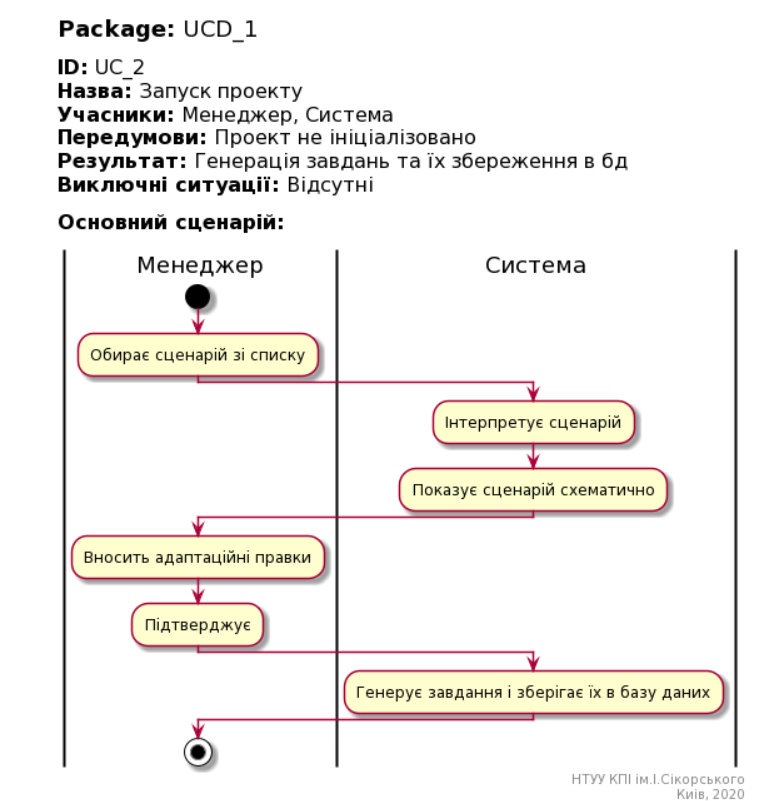 Package: UCD_1
ID: UC_2
Назва: Запуск проекту
Учасники: Менеджер, Система
Передумови: Проект не ініціалізовано
Результат: Генерація завдань та їх збереження в бд
Виключні ситуації: Відсутні
Основний сценарій:
Менеджер
Система
Обирає сценарій зі списку
Інтерпретує сценарій
Показує сценарій схематично
Вносить адаптаційні правки
Підтверджує
Генерує завдання і зберігає їх в базу даних
НТУУ КПІ ім.І.Сікорського
Київ, 2020